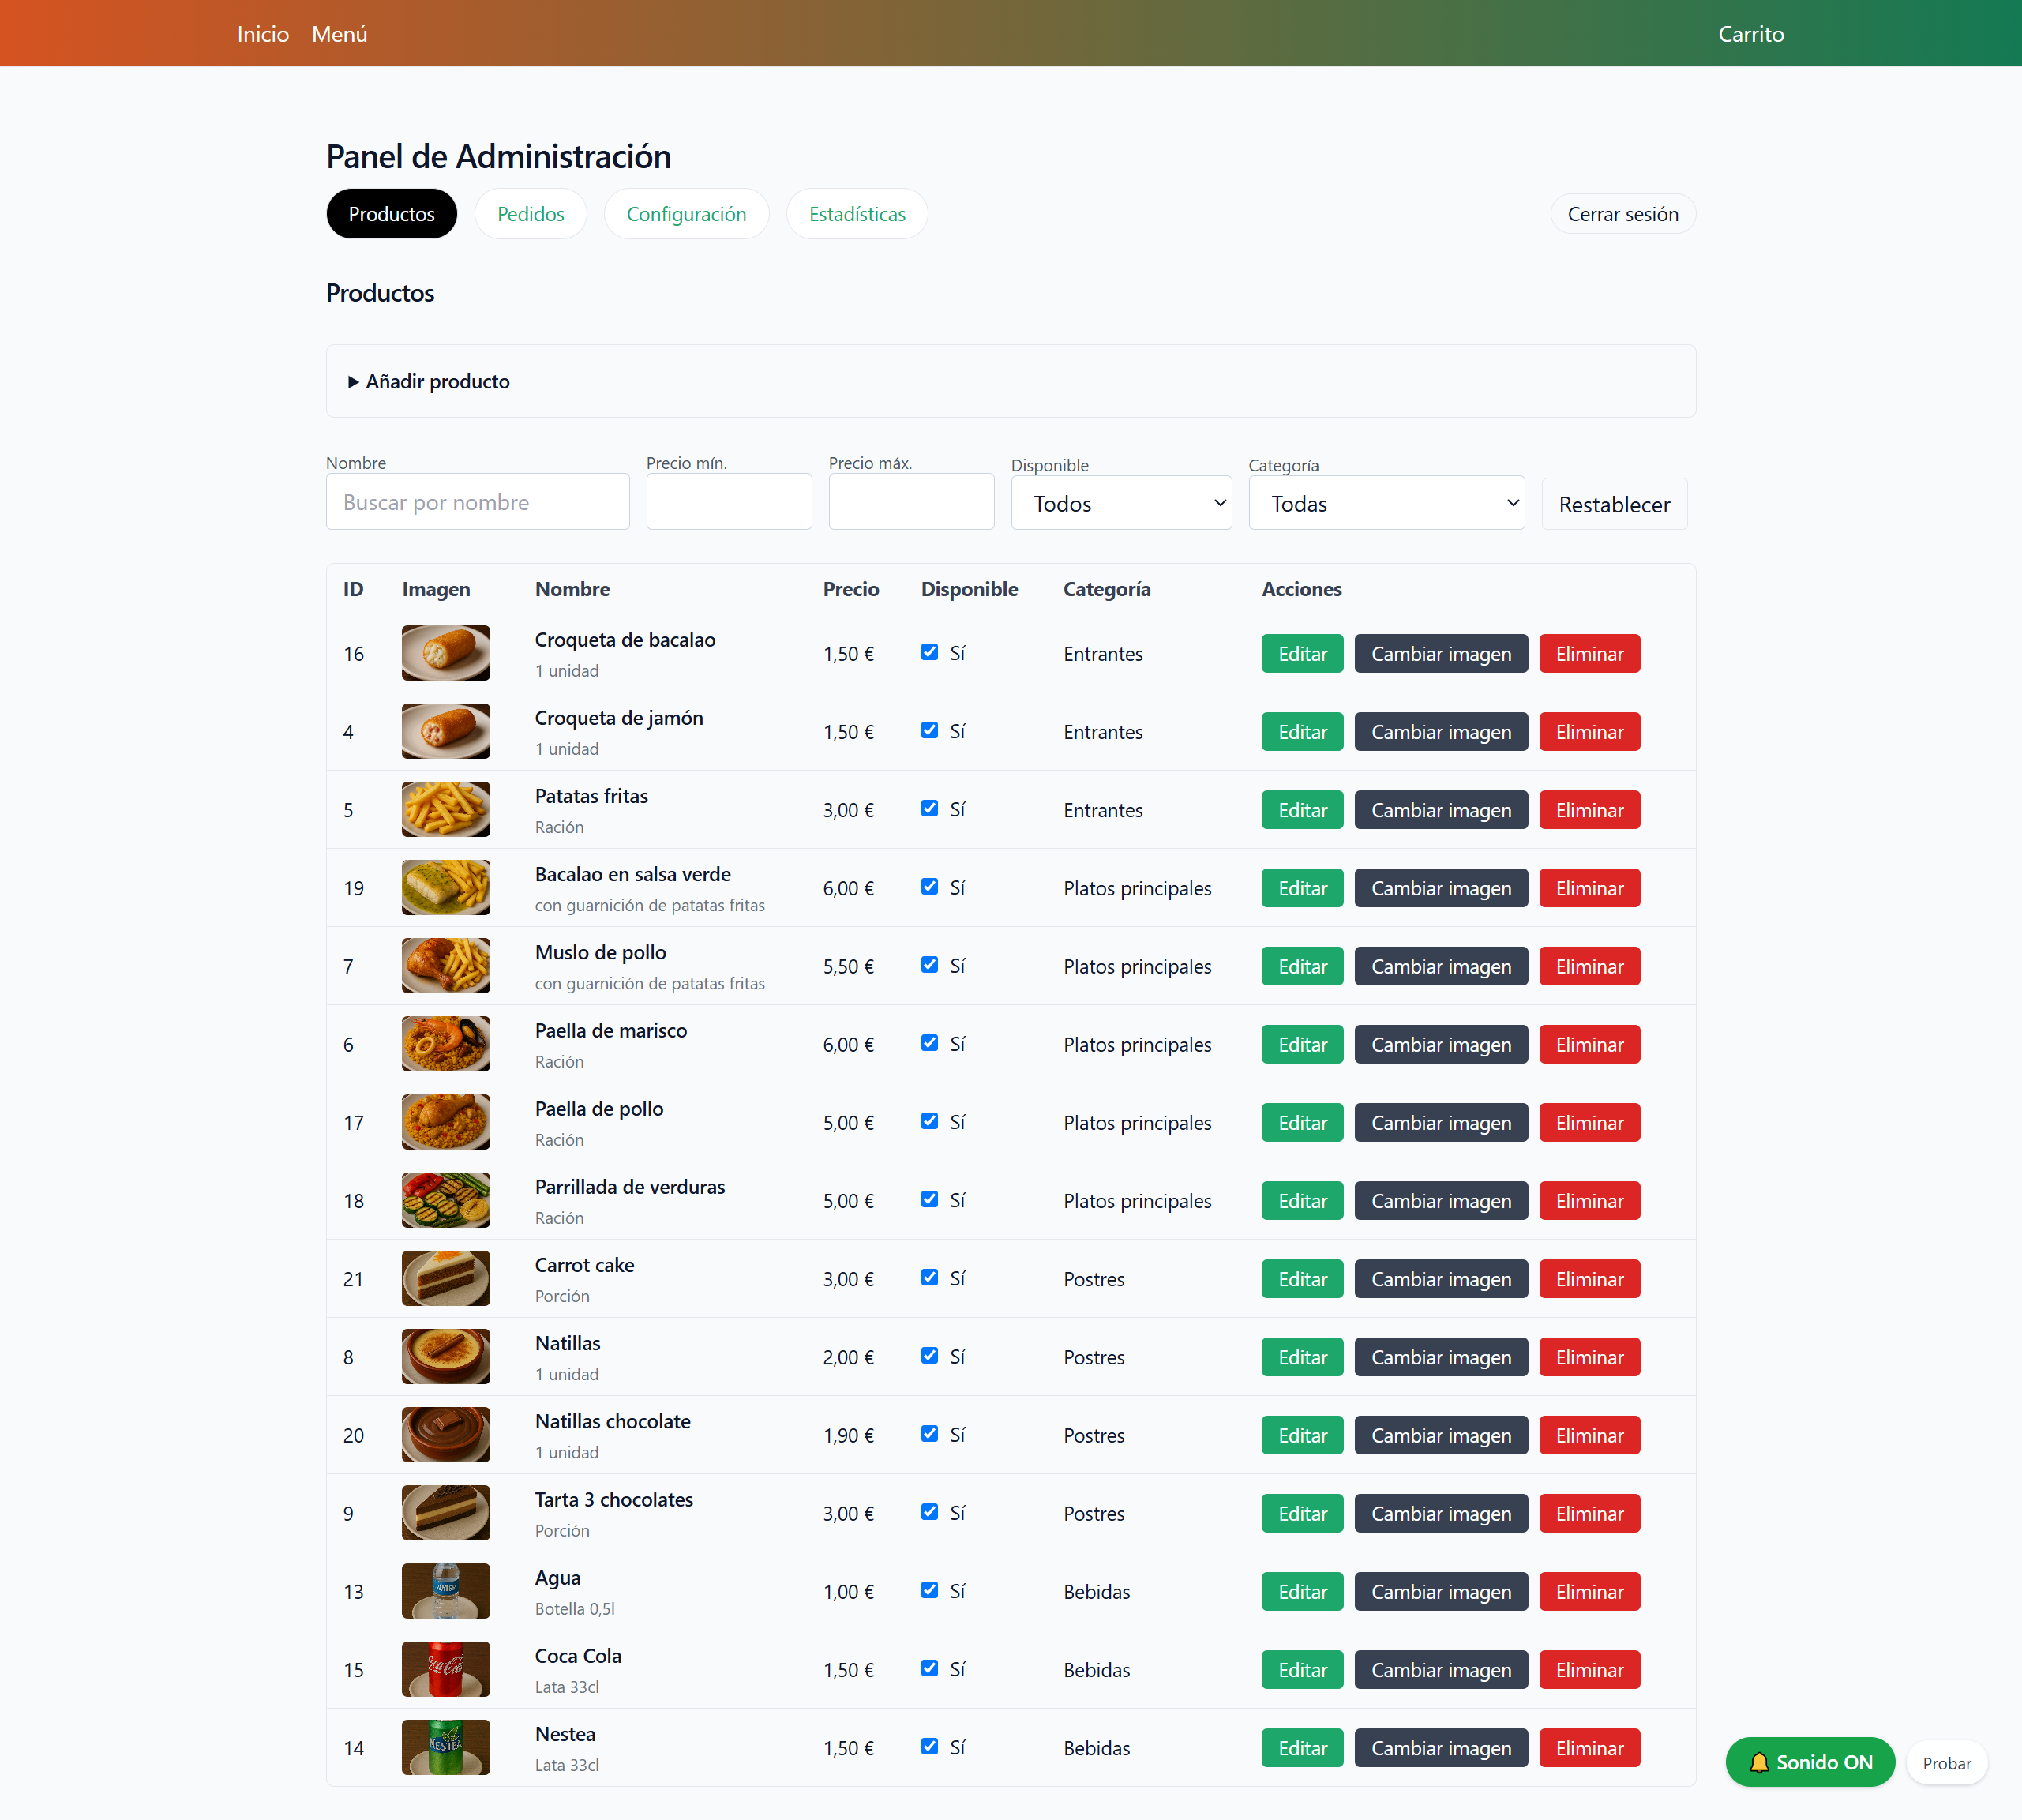 Inicio Menú Carrito
Panel de Administración
Productos Pedidos Configuración Estadísticas Cerrar sesión
Productos
Añadir producto
Nombre Precio mín. Precio máx. Disponible Categoría
Buscar por nombre Todos Todas Restablecer
ID Imagen Nombre Precio Disponible Categoría Acciones
16 Croqueta de bacalao 1,50 € Sí Entrantes Editar Cambiar imagen Eliminar
1 unidad
4 Croqueta de jamón 1,50 € Sí Entrantes Editar Cambiar imagen Eliminar
1 unidad
5 Patatas fritas 3,00 € Sí Entrantes Editar Cambiar imagen Eliminar
Ración
19 Bacalao en salsa verde 6,00 € Sí Platos principales Editar Cambiar imagen Eliminar
con guarnición de patatas fritas
7 Muslo de pollo 5,50 € Sí Platos principales Editar Cambiar imagen Eliminar
con guarnición de patatas fritas
6 Paella de marisco 6,00 € Sí Platos principales Editar Cambiar imagen Eliminar
Ración
17 Paella de pollo 5,00 € Sí Platos principales Editar Cambiar imagen Eliminar
Ración
18 Parrillada de verduras 5,00 € Sí Platos principales Editar Cambiar imagen Eliminar
Ración
21 Carrot cake 3,00 € Sí Postres Editar Cambiar imagen Eliminar
Porción
8 Natillas 2,00 € Sí Postres Editar Cambiar imagen Eliminar
1 unidad
20 Natillas chocolate 1,90 € Sí Postres Editar Cambiar imagen Eliminar
1 unidad
9 Tarta 3 chocolates 3,00 € Sí Postres Editar Cambiar imagen Eliminar
Porción
13 WATER Agua 1,00 € Sí Bebidas Editar Cambiar imagen Eliminar
Botella 0,5l
15 Coca-Cola Coca Cola 1,50 € Sí Bebidas Editar Cambiar imagen Eliminar
Lata 33cl
14 NESTEA Nestea 1,50 € Sí Bebidas Editar Cambiar imagen Eliminar
Lata 33cl
Sonido ON Probar